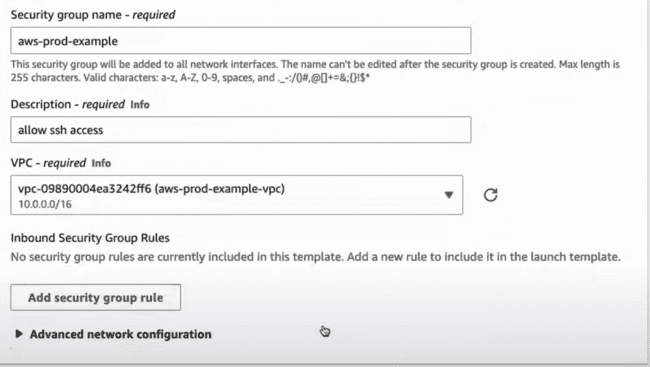 Security group name - required
aws-prod-example
This security group will be added to all network interfaces. The name can't be edited after the security group is created. Max length is
255 characters. Valid characters: a-z, A-Z, 0-9, spaces, and ._-:/()#,@[]+=&;{}!$*
Description - required Info
allow ssh access
VPC - required Info
vpc-09890004ea3242ff6 (aws-prod-example-vpc)
10.0.0.0/16
Inbound Security Group Rules
No security group rules are currently included in this template. Add a new rule to include it in the launch template.
Add security group rule
Advanced network configuration